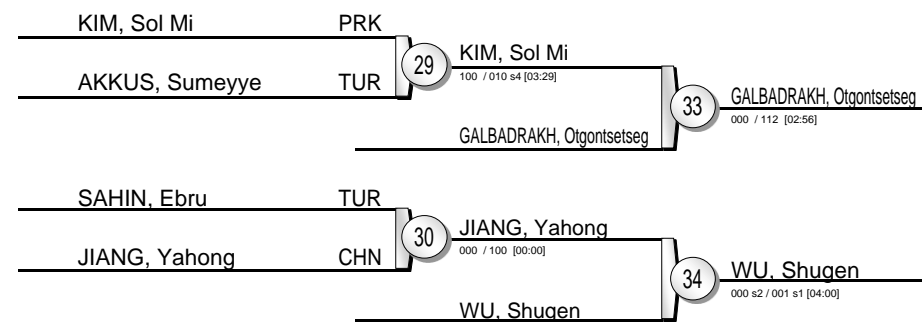 KIM, Sol Mi PRK
29
KIM, Sol Mi
100 / 010 s4 [03:29]
AKKUS, Sumeyye TUR
33
GALBADRAKH, Otgontsetseg
000 / 112 [02:56]
GALBADRAKH, Otgontsetseg
SAHIN, Ebru TUR
30
JIANG, Yahong
000 / 100 [00:00]
JIANG, Yahong CHN
34
WU, Shugen
000 s2 / 001 s1 [04:00]
WU, Shugen